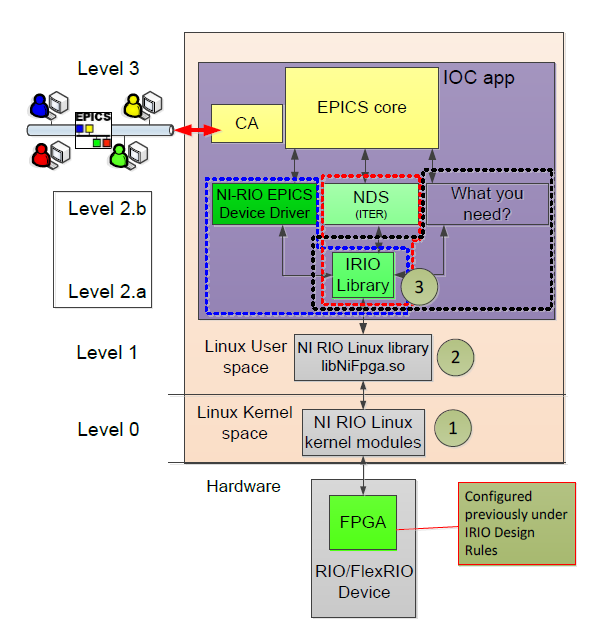 Level 3
IOC app
EPICS core
CA
EPICS
NI-RIO EPICS
Device Driver
NDS
(ITER)
What you
need?
Level 2.b
IRIO
Library
3
Level 2.a
Level 1
Linux User
space
NI RIO Linux library
libNiFpga.so
2
Level 0
Linux Kernel
space
NI RIO Linux
kernel modules
1
Hardware
FPGA
RIO/FlexRIO
Device
Configured
previously under
IRIO Design
Rules